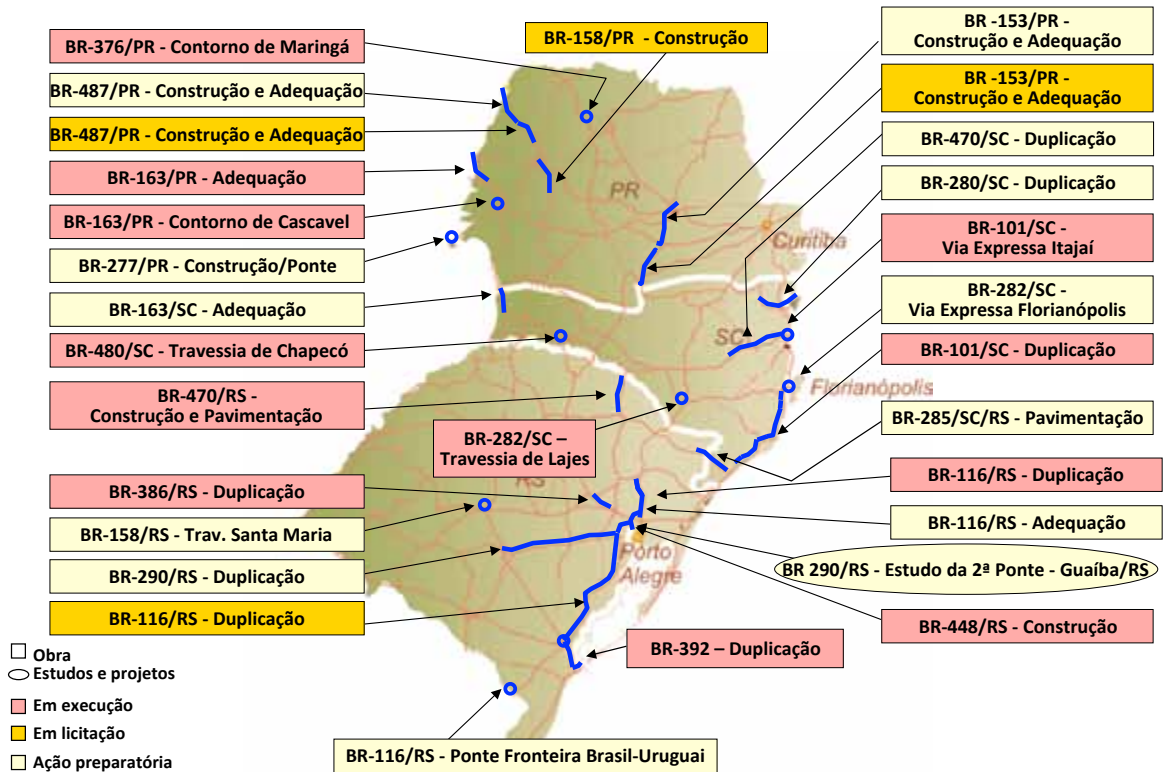 BR-376/PR - Contorno de Maringá
BR-487/PR - Construção e Adequação
BR-487/PR - Construção e Adequação
BR-163/PR - Adequação
BR-163/PR - Contorno de Cascavel
BR-277/PR - Construção/Ponte
BR-163/SC - Adequação
BR-480/SC - Travessia de Chapecó
BR-470/RS -
Construção e Pavimentação
BR-282/SC –
Travessia de Lajes
BR-386/RS - Duplicação
BR-158/RS - Trav. Santa Maria
BR-290/RS - Duplicação
BR-116/RS - Duplicação
BR-158/PR - Construção
BR -153/PR -
Construção e Adequação
BR -153/PR -
Construção e Adequação
BR-470/SC - Duplicação
BR-280/SC - Duplicação
BR-101/SC -
Via Expressa Itajaí
BR-282/SC -
Via Expressa Florianópolis
BR-101/SC - Duplicação
BR-285/SC/RS - Pavimentação
BR-116/RS - Duplicação
BR-116/RS - Adequação
BR 290/RS - Estudo da 2ª Ponte - Guaíba/RS
BR-448/RS - Construção
BR-392 – Duplicação
BR-116/RS - Ponte Fronteira Brasil-Uruguai
PR
Curitiba
SC
Florianópolis
RS
Porto
Alegre
Obra
Estudos e projetos
Em execução
Em licitação
Ação preparatória